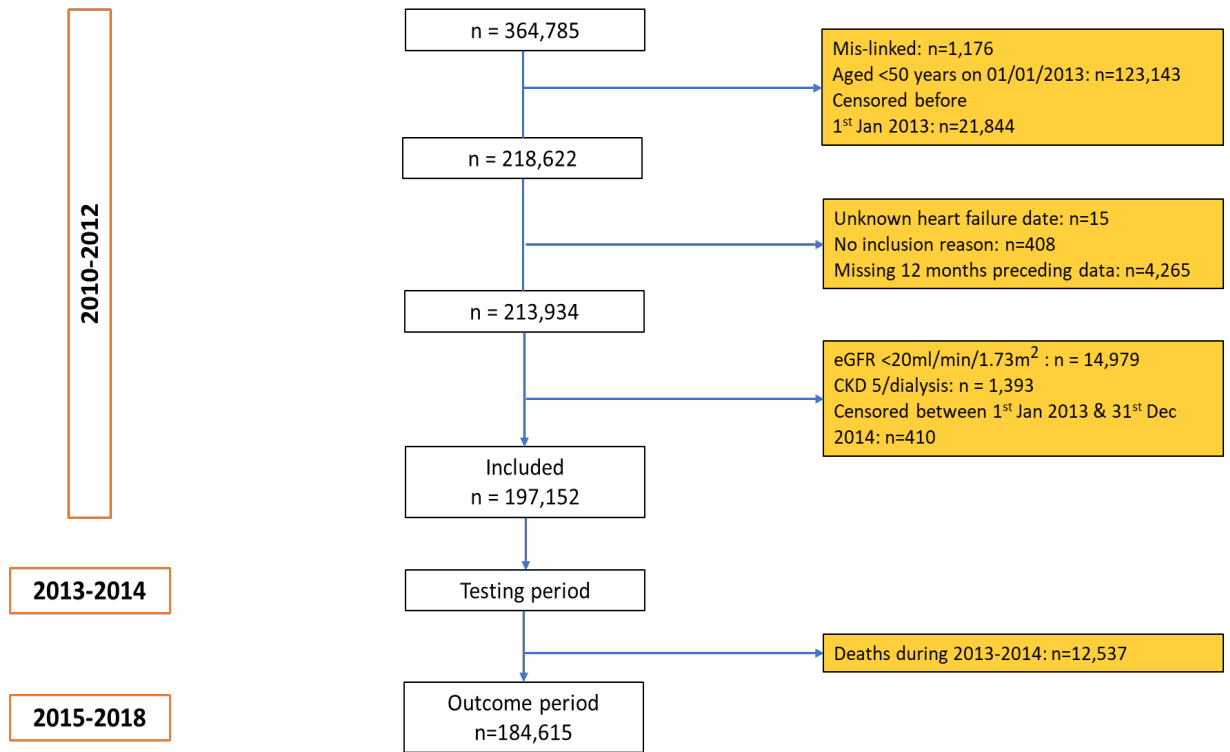 n = 364,785
Mis-linked: n=1,176
Aged <50 years on 01/01/2013: n=123,143
Censored before
1st Jan 2013: n=21,844
n = 218,622
2010-2012
Unknown heart failure date: n=15
No inclusion reason: n=408
Missing 12 months preceding data: n=4,265
n = 213,934
eGFR <20ml/min/1.73m2 : n = 14,979
CKD 5/dialysis: n = 1,393
Censored between 1st Jan 2013 & 31st Dec
2014: n=410
Included
n = 197,152
2013-2014
Testing period
Deaths during 2013-2014: n=12,537
2015-2018
Outcome period
n=184,615